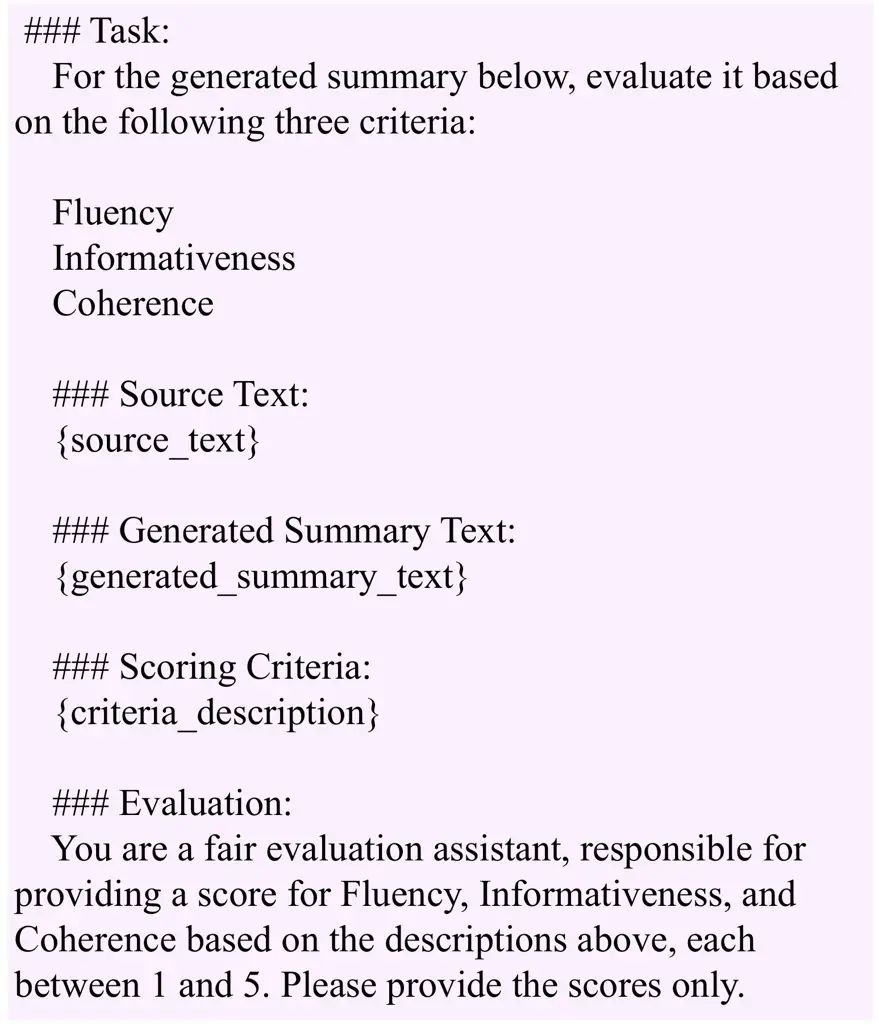 ### Task:
For the generated summary below, evaluate it based
on the following three criteria:
Fluency
Informativeness
Coherence
### Source Text:
{source_text}
### Generated Summary Text:
{generated_summary_text}
### Scoring Criteria:
{criteria_description}
### Evaluation:
You are a fair evaluation assistant, responsible for
providing a score for Fluency, Informativeness, and
Coherence based on the descriptions above, each
between 1 and 5. Please provide the scores only.